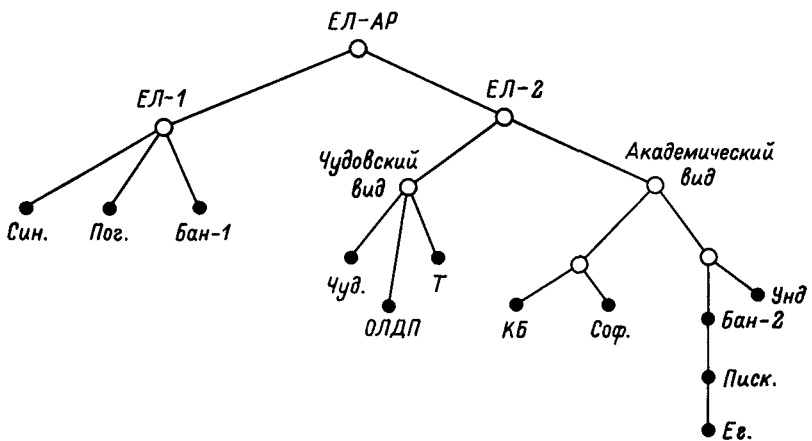 ЕЛ-АР
ЕЛ-1
ЕЛ-2
Чудовский
вид
Академический
вид
Син.
Пог.
Бан-1
Чуд.
Т
ОЛДП
КБ
Соф.
Унд
Бан-2
Писк.
Ег.